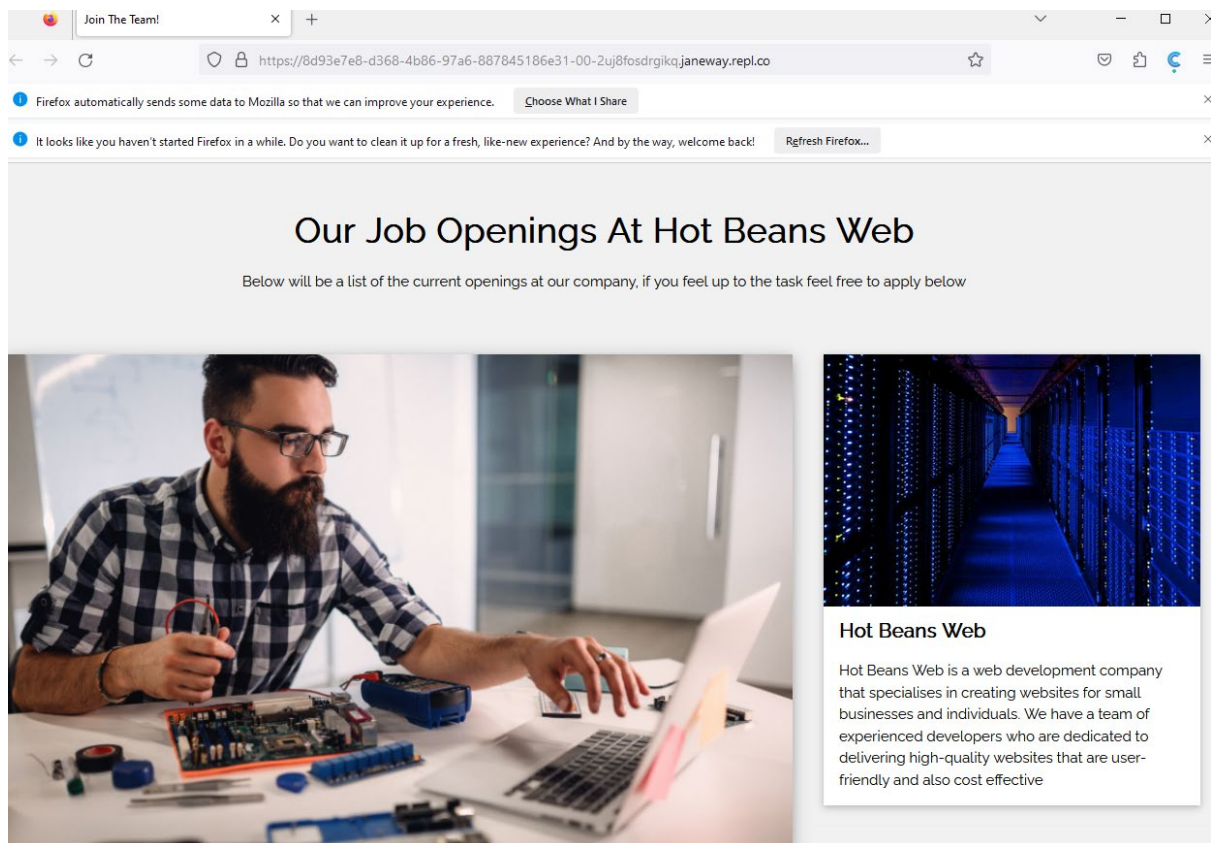 Join The Team!
https://8d93e7e8-d368-4b86-97a6-887845186e31-00-2uj8fosdrgikq.janeway.repl.co
Firefox automatically sends some data to Mozilla so that we can improve your experience. Choose What I Share
It looks like you haven't started Firefox in a while. Do you want to clean it up for a fresh, like-new experience? And by the way, welcome back! Refresh Firefox...
Our Job Openings At Hot Beans Web
Below will be a list of the current openings at our company, if you feel up to the task feel free to apply below
Hot Beans Web
Hot Beans Web is a web development company
that specialises in creating websites for small
businesses and individuals. We have a team of
experienced developers who are dedicated to
delivering high-quality websites that are user-
friendly and also cost effective